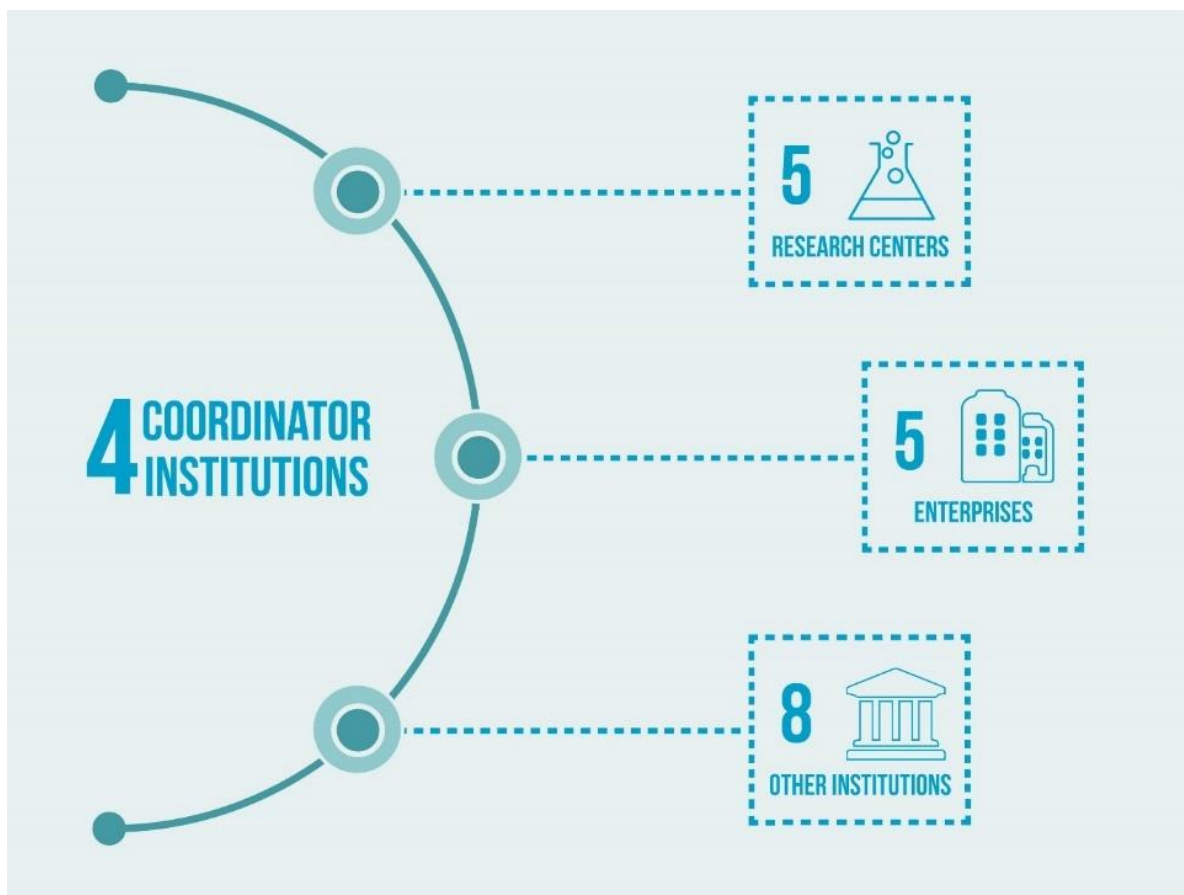 4 COORDINATOR
INSTITUTIONS
5
RESEARCH CENTERS
5
ENTERPRISES
8
OTHER INSTITUTIONS